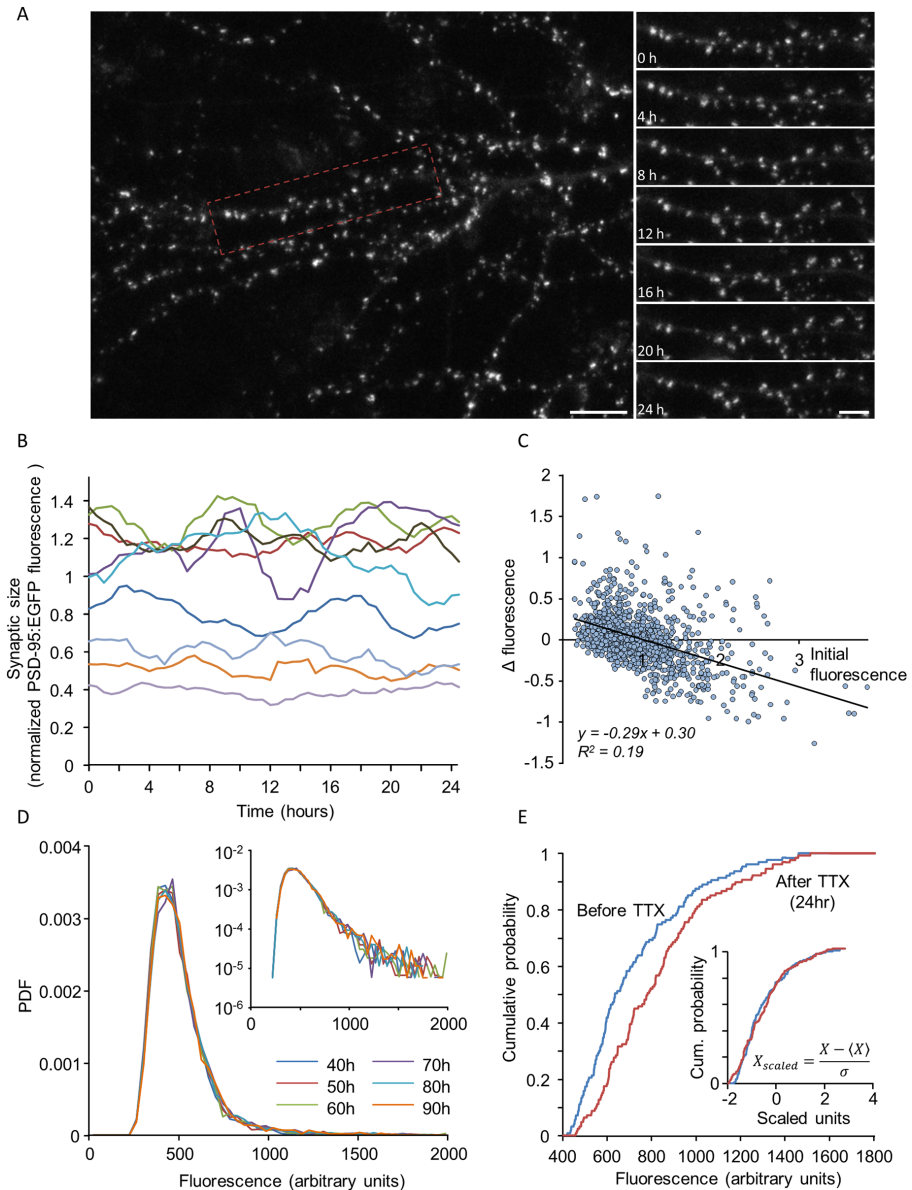 A
0 h
4 h
8 h
12 h
16 h
20 h
24 h
B
Synaptic size
(normalized PSD-95:EGFP fluorescence )
1.4
1.2
1
0.8
0.6
0.4
0.2
0
0 4 8 12 16 20 24
Time (hours)
C
Δ fluorescence
2
1.5
1
0.5
0
-0.5
-1
-1.5
1 2 3
Initial
fluorescence
y = -0.29x + 0.30
R² = 0.19
D
PDF
0.004
0.003
0.002
0.001
0
0 500 1000 1500 2000
Fluorescence (arbitrary units)
10-2
10-3
10-4
10-5
10-6
0 1000 2000
40h 70h
50h 80h
60h 90h
E
Cumulative probability
1
0.8
0.6
0.4
0.2
0
400 600 800 1000 1200 1400 1600 1800
Fluorescence (arbitrary units)
Before TTX
After TTX
(24hr)
Cum. probability
1
0
-2 0 2 4
Scaled units
Xscaled = X − ⟨X⟩ / σ